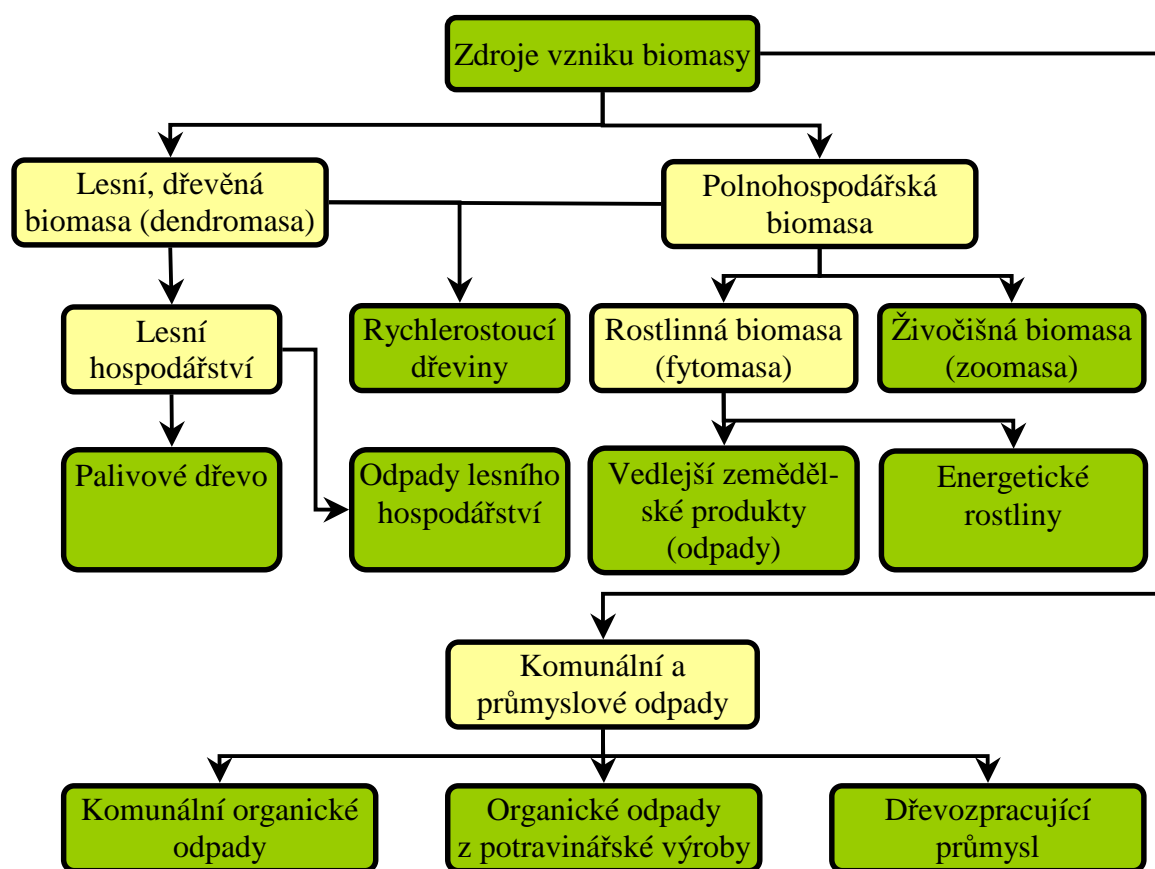 Zdroje vzniku biomasy
Lesní, dřevěná
biomasa (dendromasa)
Polnohospodářská
biomasa
Lesní
hospodářství
Rychlerostoucí
dřeviny
Rostlinná biomasa
(fytomasa)
Živočišná biomasa
(zoomasa)
Palivové dřevo
Odpady lesního
hospodářství
Vedlejší zeměděl-
ské produkty
(odpady)
Energetické
rostliny
Komunální a
průmyslové odpady
Komunální organické
odpady
Organické odpady
z potravinářské výroby
Dřevozpracující
průmysl